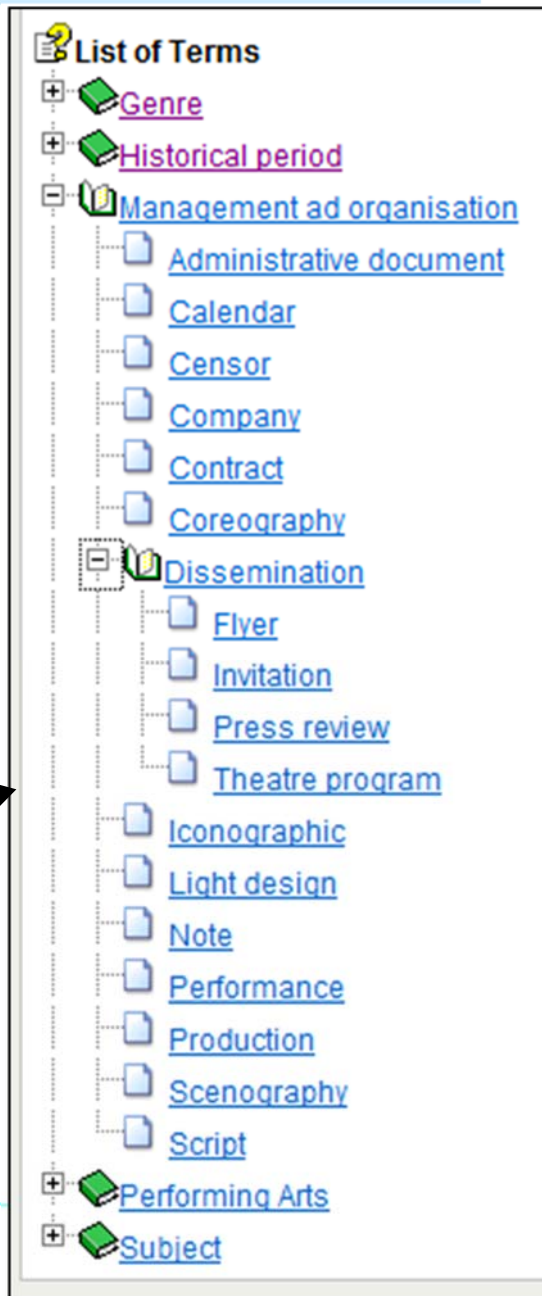 List of Terms
Genre
Historical period
Management ad organisation
Administrative document
Calendar
Censor
Company
Contract
Coreography
Dissemination
Flyer
Invitation
Press review
Theatre program
Iconographic
Light design
Note
Performance
Production
Scenography
Script
Performing Arts
Subject